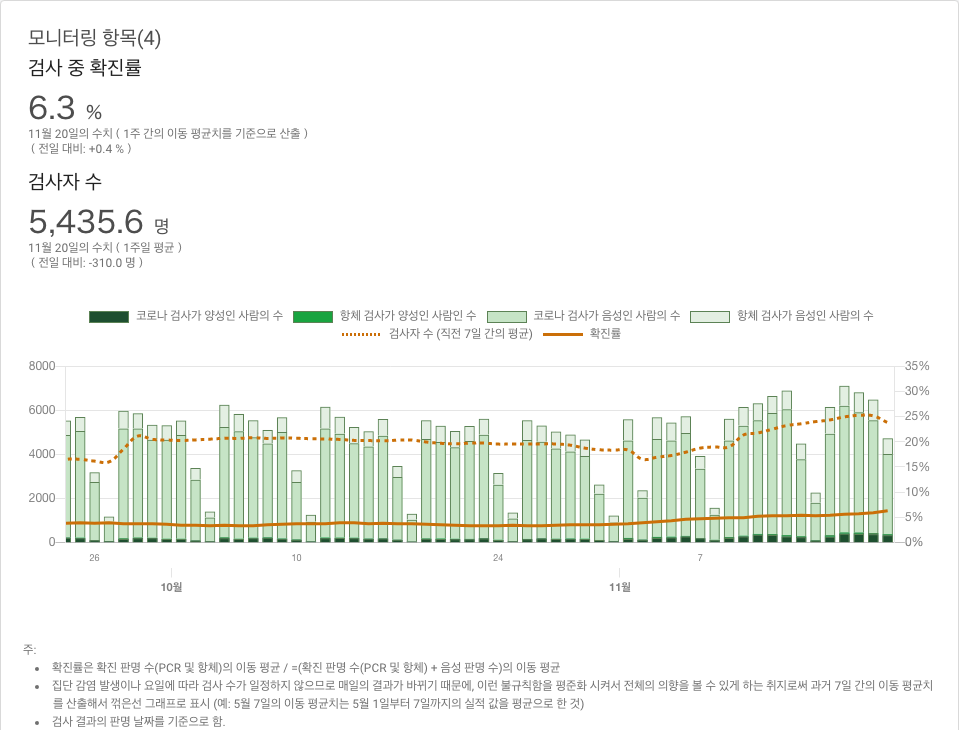 모니터링 항목(4)
검사 중 확진률
6.3 %
11월 20일의 수치 ( 1주 간의 이동 평균치를 기준으로 산출 )
( 전일 대비: +0.4 % )
검사자 수
5,435.6 명
11월 20일의 수치 ( 1주일 평균 )
( 전일 대비: -310.0 명 )
코로나 검사가 양성인 사람의 수 항체 검사가 양성인 사람인 수 코로나 검사가 음성인 사람의 수 항체 검사가 음성인 사람의 수
검사자 수 (직전 7일 간의 평균) 확진률
8000 35%
30%
6000 25%
20%
4000 15%
2000 10%
5%
0 0%
26 10 24 7
10월 11월
주:
• 확진률은 확진 판명 수(PCR 및 항체)의 이동 평균 / =(확진 판명 수(PCR 및 항체) + 음성 판명 수)의 이동 평균
• 집단 감염 발생이나 요일에 따라 검사 수가 일정하지 않으므로 매일의 결과가 바뀌기 때문에, 이런 불규칙함을 평준화 시켜서 전체의 의향을 볼 수 있게 하는 취지로써 과거 7일 간의 이동 평균치
를 산출해서 꺾은선 그래프로 표시 (예: 5월 7일의 이동 평균치는 5월 1일부터 7일까지의 실적 값을 평균으로 한 것)
• 검사 결과의 판명 날짜를 기준으로 함.